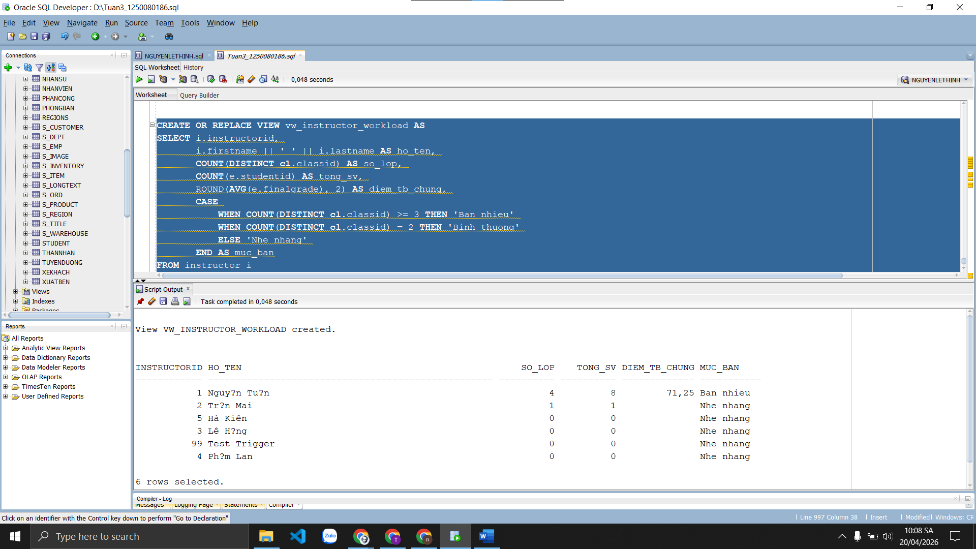 Oracle SQL Developer : D:\Tuan3_1250080186.sql
File Edit View Navigate Run Source Team Tools Window Help
Connections
NHANSU
NHANVIEN
PHANCONG
PHONGBAN
REGIONS
S_CUSTOMER
S_DEPT
S_EMP
S_IMAGE
S_INVENTORY
S_ITEM
S_LONGTEXT
S_ORD
S_PRODUCT
S_REGION
S_TITLE
S_WAREHOUSE
STUDENT
THANNHAN
TUYENDUONG
XEKHACH
XUATBEN
Views
Indexes
Packages
Reports
All Reports
Analytic View Reports
Data Dictionary Reports
Data Modeler Reports
OLAP Reports
TimesTen Reports
User Defined Reports
NGUYENLETHINH.sql Tuan3_1250080186.sql
SQL Worksheet History
0,048 seconds
NGUYENLETHINH
Worksheet Query Builder
CREATE OR REPLACE VIEW vw_instructor_workload AS
SELECT i.instructorid,
i.firstname || ' ' || i.lastname AS ho_ten,
COUNT(DISTINCT cl.classid) AS so_lop,
COUNT(e.studentid) AS tong_sv,
ROUND(AVG(e.finalgrade), 2) AS diem_tb_chung,
CASE
WHEN COUNT(DISTINCT cl.classid) >= 3 THEN 'Ban nhieu'
WHEN COUNT(DISTINCT cl.classid) = 2 THEN 'Binh thuong'
ELSE 'Nhe nhang'
END AS muc_ban
FROM instructor i
Script Output
Task completed in 0,048 seconds
View VW_INSTRUCTOR_WORKLOAD created.
INSTRUCTORID HO_TEN SO_LOP TONG_SV DIEM_TB_CHUNG MUC_BAN
1 Nguy?n Tu?n 4 8 71,25 Ban nhieu
2 Tr?n Mai 1 1 Nhe nhang
5 Hà Kiên 0 0 Nhe nhang
3 Lê H?ng 0 0 Nhe nhang
99 Test Trigger 0 0 Nhe nhang
4 Ph?m Lan 0 0 Nhe nhang
6 rows selected.
Compiler - Log
Messages Logging Page Statements Compiler
Click on an identifier with the Control key down to perform "Go to Declaration"
Line 997 Column 38 Insert Modified Windows: CF
Type here to search
10:08 SA
20/04/2026